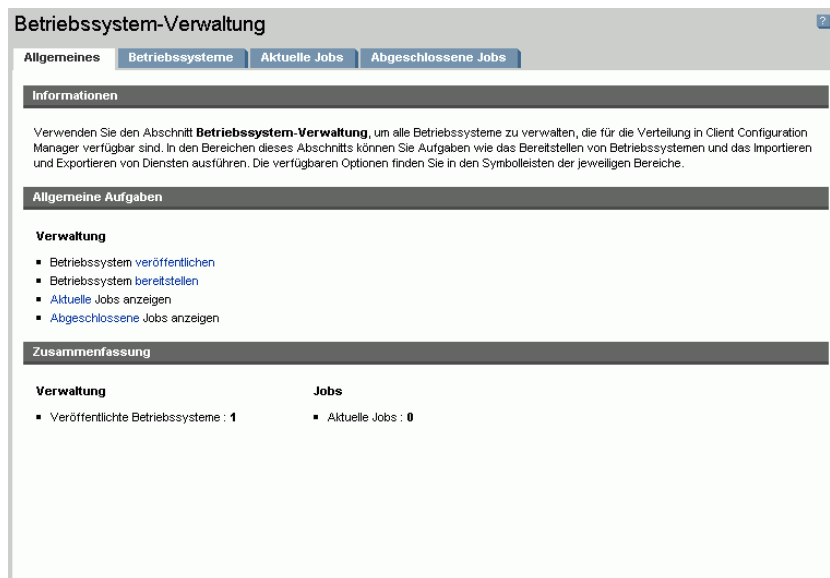 Betriebssystem-Verwaltung
?
Allgemeines Betriebssysteme Aktuelle Jobs Abgeschlossene Jobs
Informationen
Verwenden Sie den Abschnitt Betriebssystem-Verwaltung, um alle Betriebssysteme zu verwalten, die für die Verteilung in Client Configuration
Manager verfügbar sind. In den Bereichen dieses Abschnitts können Sie Aufgaben wie das Bereitstellen von Betriebssystemen und das Importieren
und Exportieren von Diensten ausführen. Die verfügbaren Optionen finden Sie in den Symbolleisten der jeweiligen Bereiche.
Allgemeine Aufgaben
Verwaltung
▪ Betriebssystem veröffentlichen
▪ Betriebssystem bereitstellen
▪ Aktuelle Jobs anzeigen
▪ Abgeschlossene Jobs anzeigen
Zusammenfassung
Verwaltung Jobs
▪ Veröffentlichte Betriebssysteme : 1 ▪ Aktuelle Jobs : 0